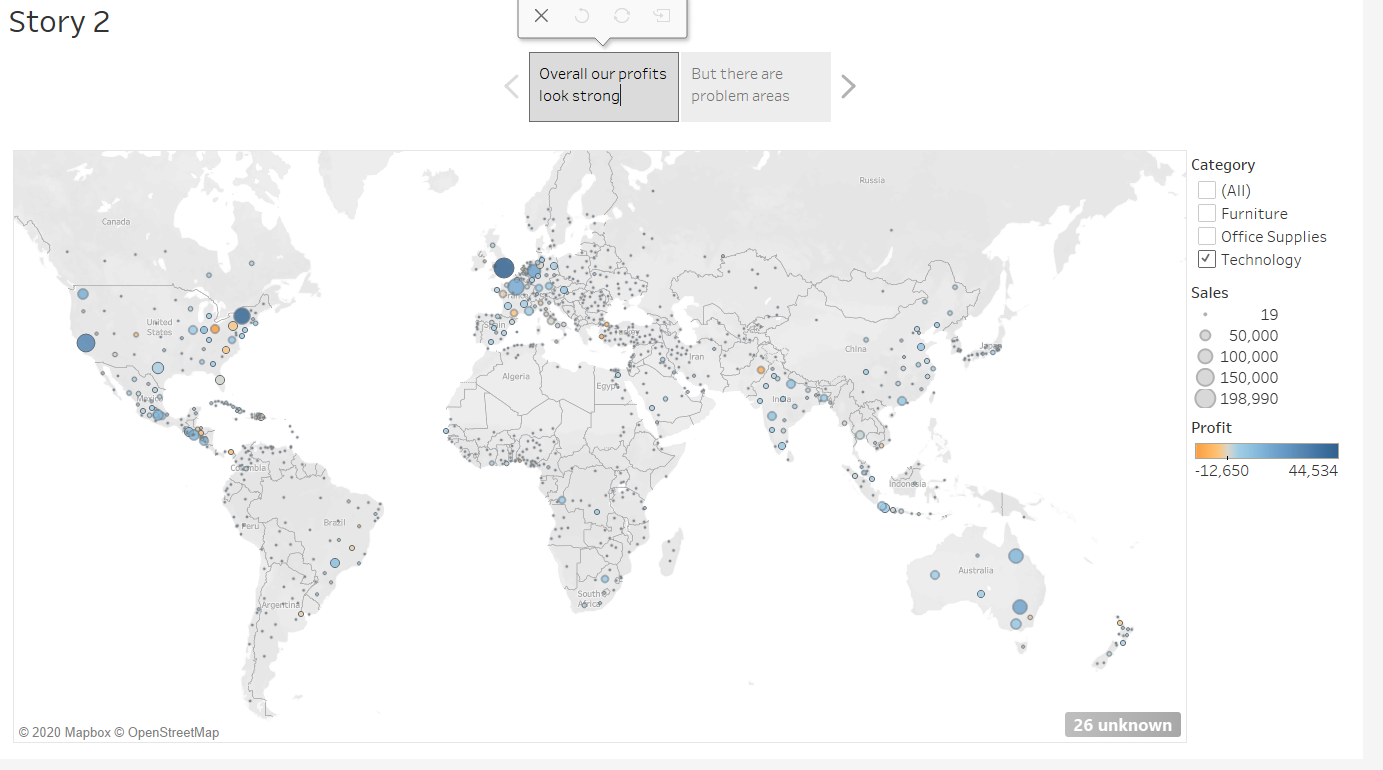 Story 2
Overall our profits
look strong
But there are
problem areas
Canada
United
States
Mexico
Colombia
Peru
Brazil
Argentina
Russia
France
Spain
Turkey
Iran
Algeria
Egypt
India
China
Japan
Indonesia
South
Africa
Australia
© 2020 Mapbox © OpenStreetMap
26 unknown
Category
(All)
Furniture
Office Supplies
Technology
Sales
19
50,000
100,000
150,000
198,990
Profit
-12,650 44,534